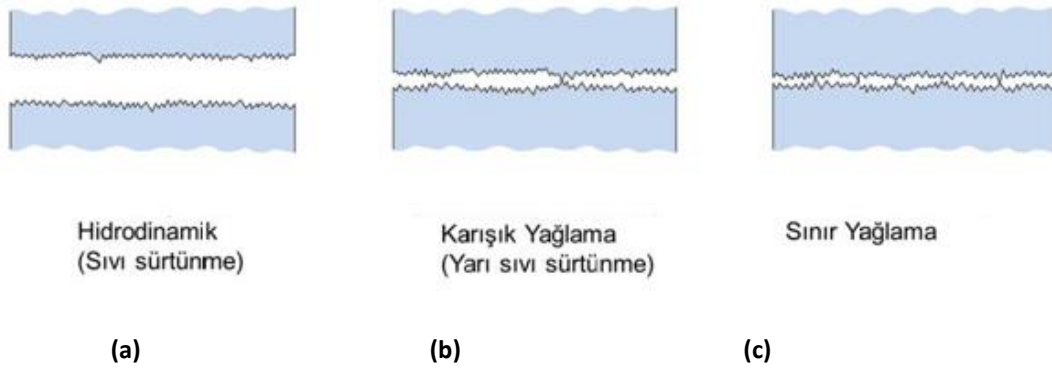 Hidrodinamik
(Sıvı sürtünme)
Karışık Yağlama
(Yarı sıvı sürtünme)
Sınır Yağlama
(a)
(b)
(c)